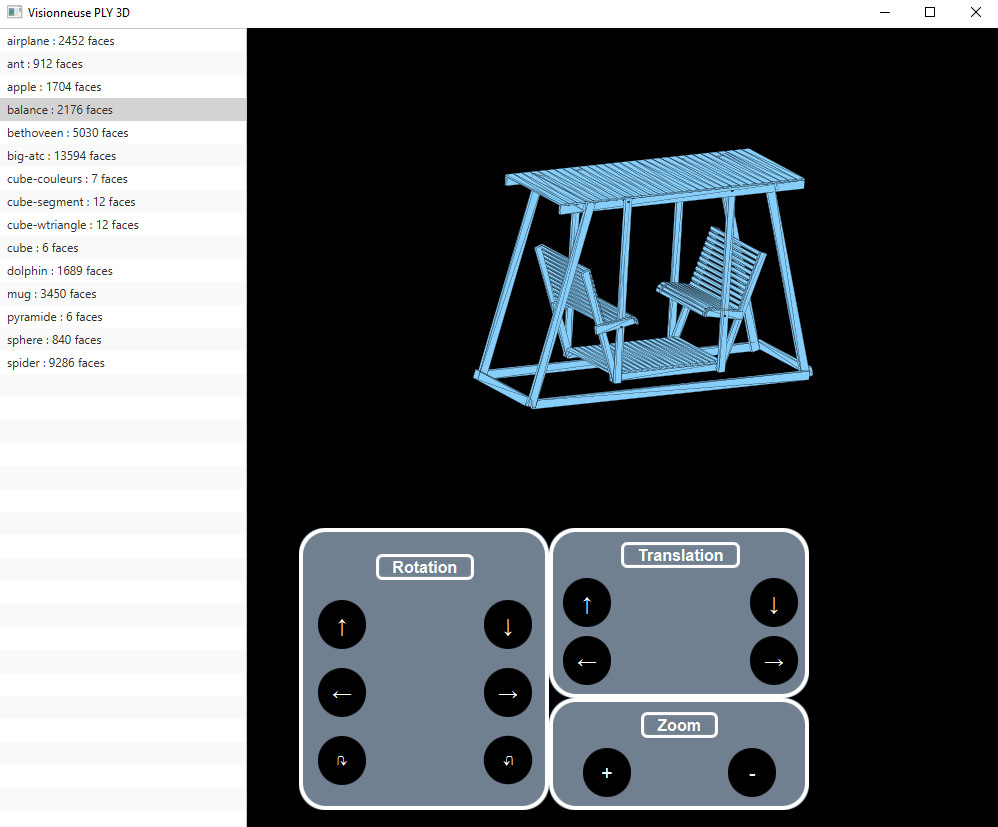 Visionneuse PLY 3D
airplane : 2452 faces
ant : 912 faces
apple : 1704 faces
balance : 2176 faces
bethoveen : 5030 faces
big-atc : 13594 faces
cube-couleurs : 7 faces
cube-segment : 12 faces
cube-wtriangle : 12 faces
cube : 6 faces
dolphin : 1689 faces
mug : 3450 faces
pyramide : 6 faces
sphere : 840 faces
spider : 9286 faces
Rotation
↑ ↓
← →
↷ ↶
Translation
↑ ↓
← →
Zoom
+ -